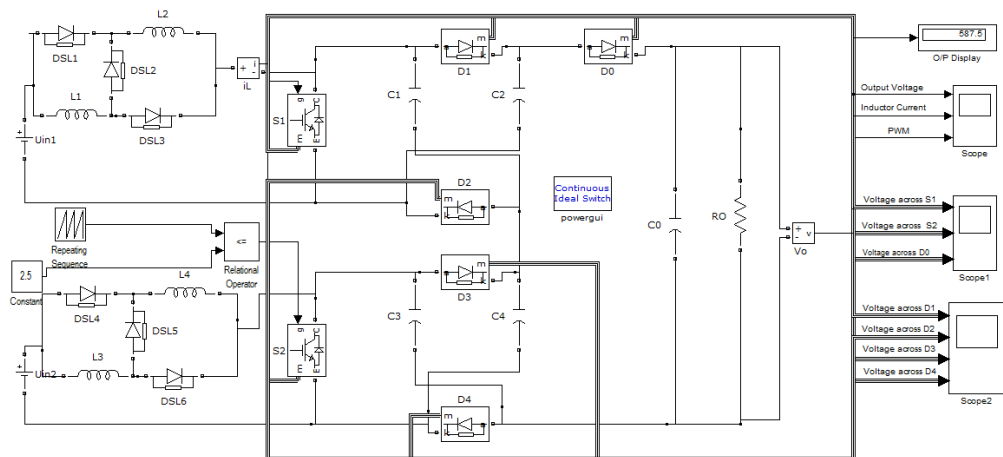 L2
DSL1
DSL2
L1
DSL3
Uin1
+
i
-
iL
g
C
S1
m
E
m
k
D1
C1
C2
m
k
D0
587.5
O/P Display
Output Voltage
Inductor Current
PWM
Scope
m
k
D2
Continuous
Ideal Switch
powergui
C0
RO
+
-
v
Vo
Voltage across S1
Voltage across S2
Voltage across D0
Scope1
Repeating
Sequence
<=
Relational
Operator
2.5
Constant
L4
DSL4
DSL5
L3
DSL6
Uin2
+
g
C
S2
m
E
m
k
D3
C3
C4
D4
m
k
Voltage across D1
Voltage across D2
Voltage across D3
Voltage across D4
Scope2